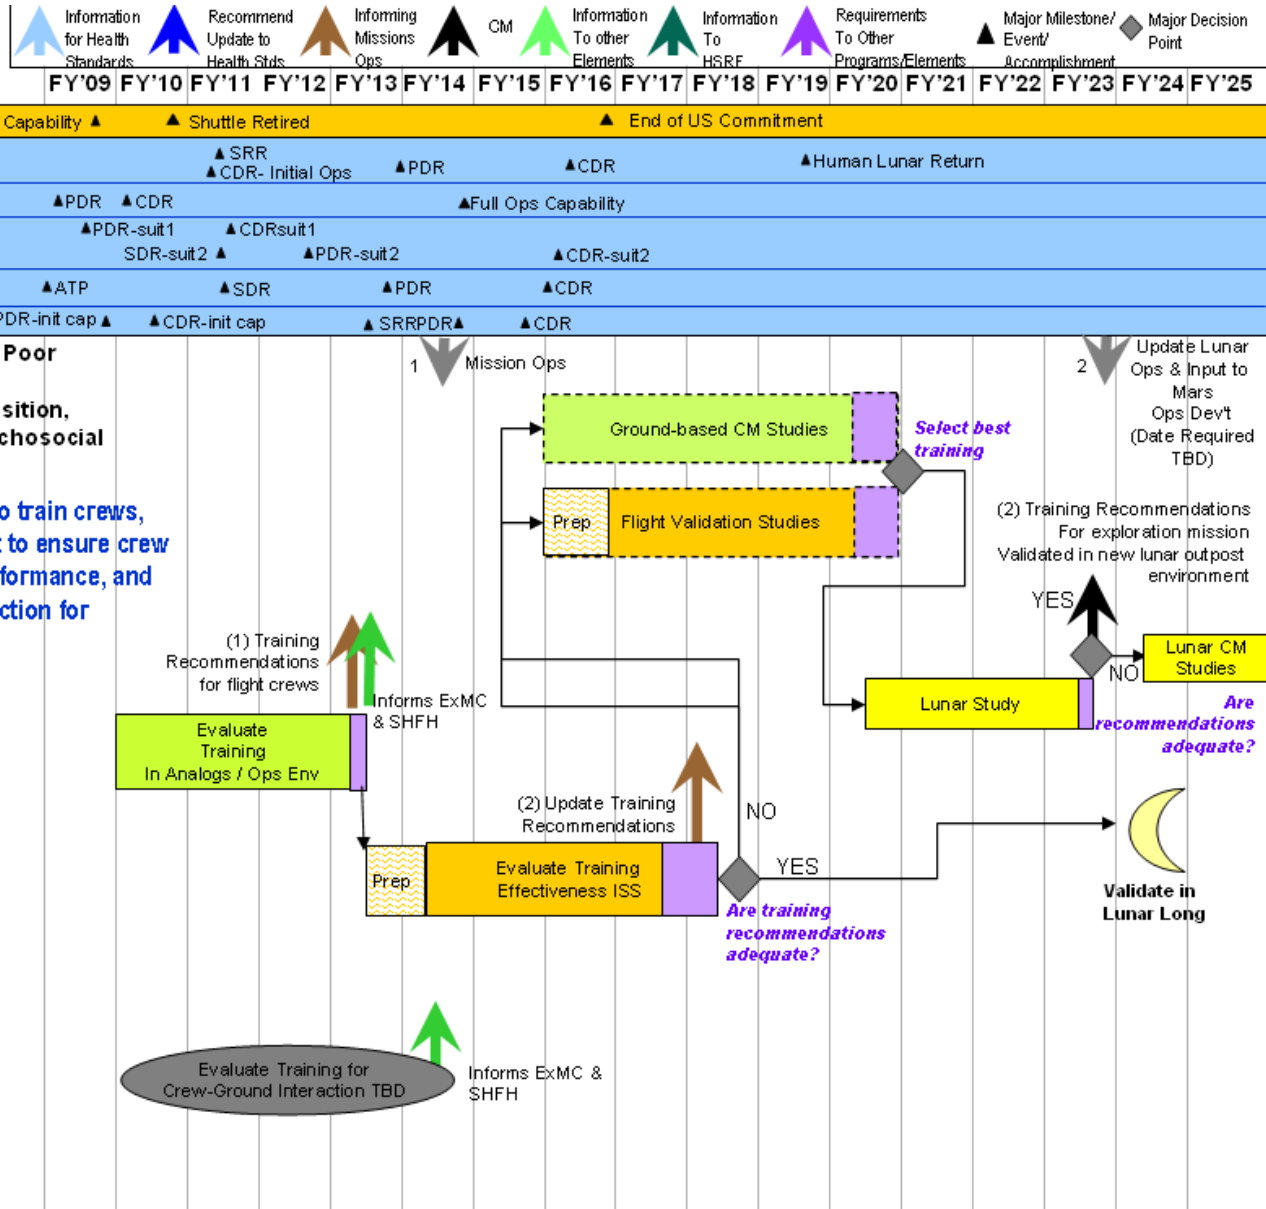 Information
for Health
Standards
Recommend
Update to
Health Stds
Informing
Missions
Ops
CM
Information
To other
Elements
Information
To
HSRF
Requirements
To Other
Programs/Elements
Major Milestone/
Event/
Accomplishment
Major Decision
Point
FY'09 FY'10 FY'11 FY'12 FY'13 FY'14 FY'15 FY'16 FY'17 FY'18 FY'19 FY'20 FY'21 FY'22 FY'23 FY'24 FY'25
Capability
Shuttle Retired
End of US Commitment
SRR
CDR- Initial Ops
PDR
CDR
Human Lunar Return
PDR
CDR
Full Ops Capability
PDR-suit1
CDRsuit1
SDR-suit2
PDR-suit2
CDR-suit2
ATP
SDR
PDR
CDR
PDR-init cap
CDR-init cap
SRRPDR
CDR
Poor
sition,
chosocial
o train crews,
t to ensure crew
formance, and
ction for
1
Mission Ops
2
Update Lunar
Ops & Input to
Mars
Ops Dev't
(Date Required
TBD)
Ground-based CM Studies
Select best
training
Prep
Flight Validation Studies
(2) Training Recommendations
For exploration mission
Validated in new lunar outpost
environment
YES
NO
Lunar CM
Studies
(1) Training
Recommendations
for flight crews
Informs ExMC
& SHFH
Lunar Study
Are
recommendations
adequate?
Evaluate
Training
In Analogs / Ops Env
(2) Update Training
Recommendations
NO
Prep
Evaluate Training
Effectiveness ISS
YES
Are training
recommendations
adequate?
Validate in
Lunar Long
Evaluate Training for
Crew-Ground Interaction TBD
Informs ExMC &
SHFH